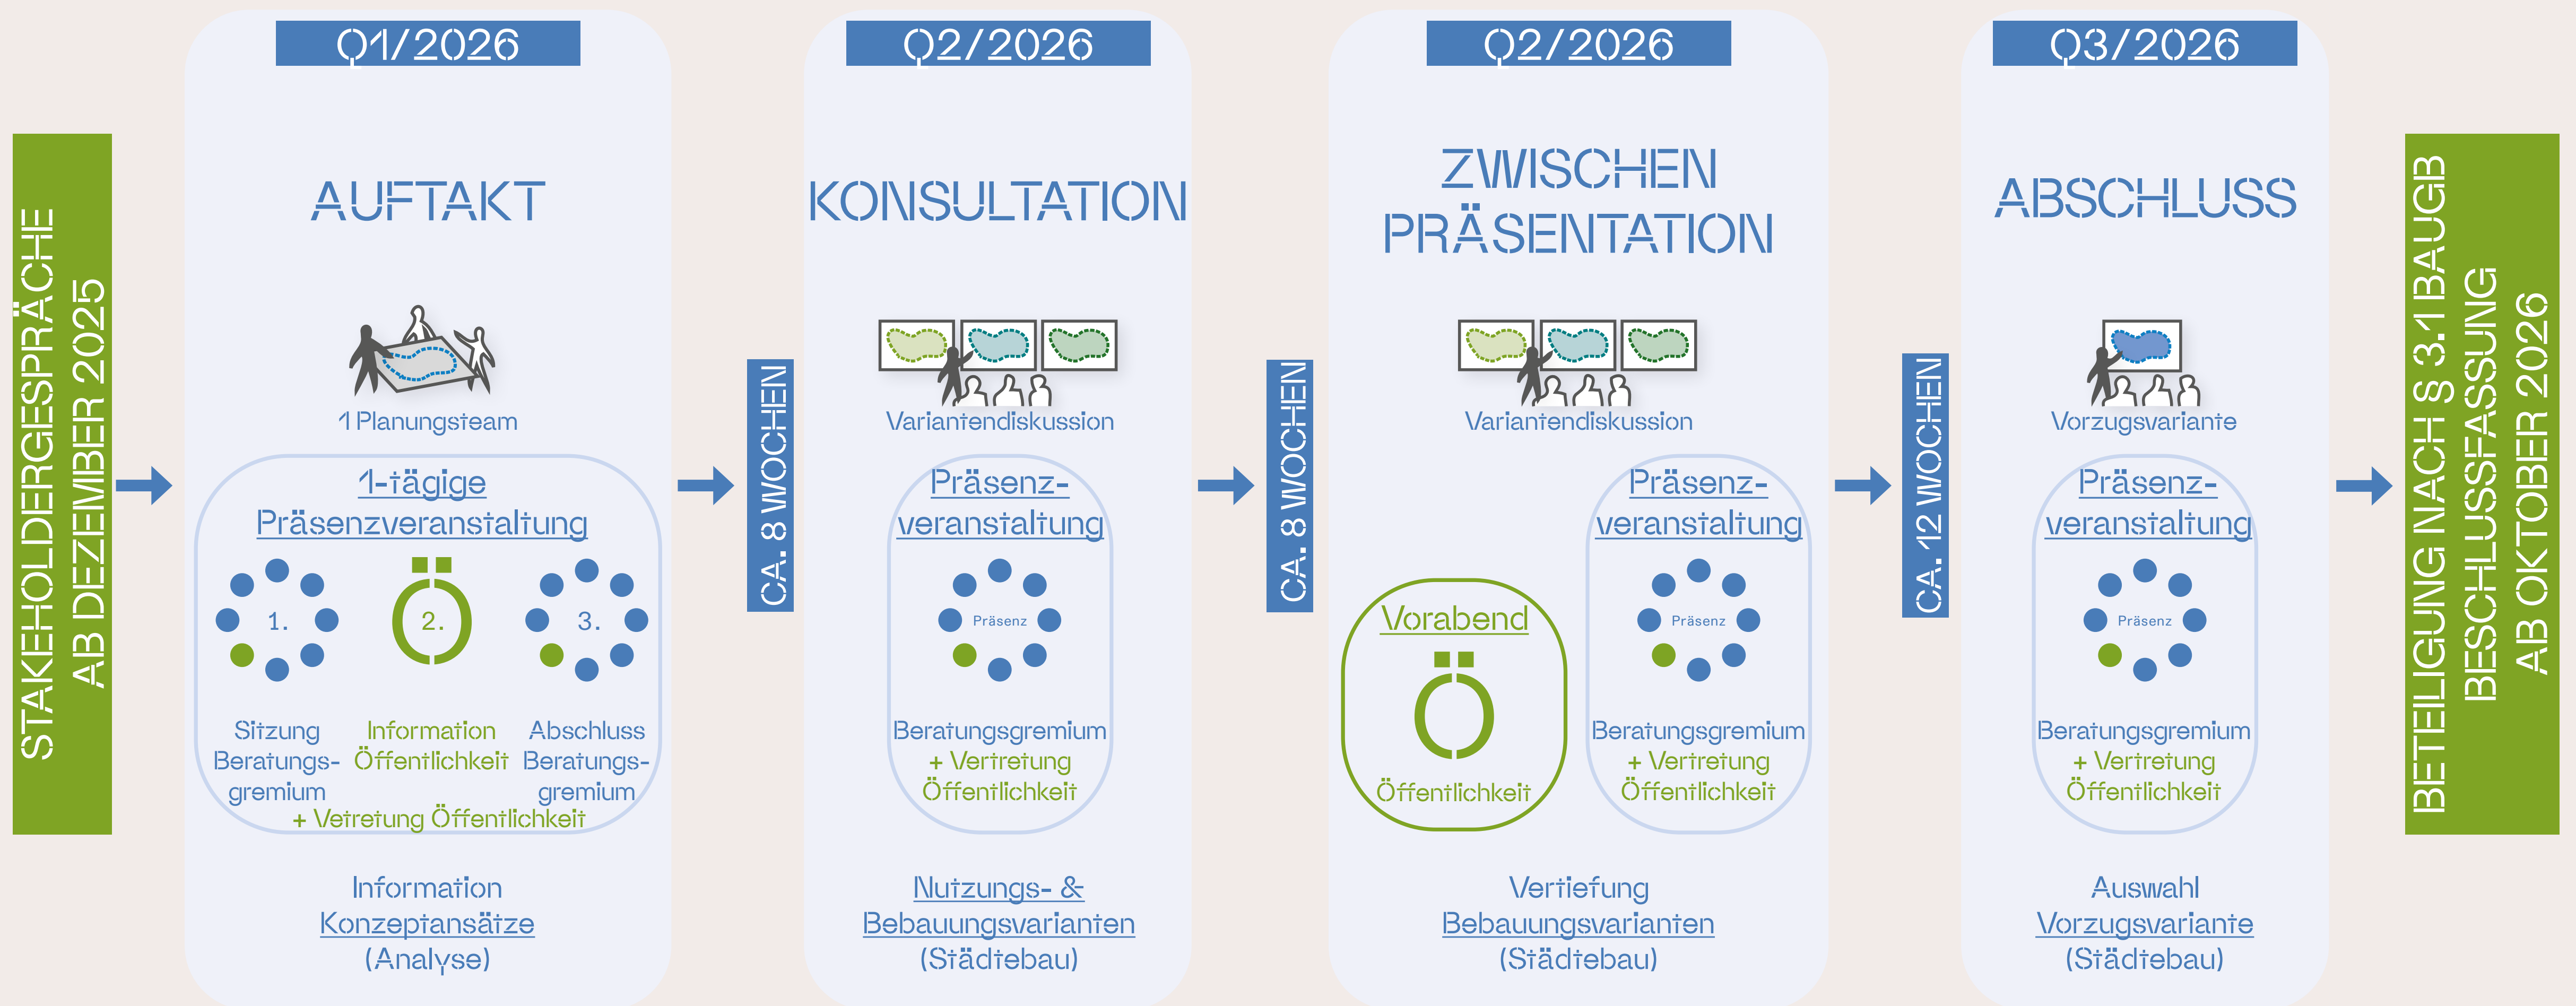 STAKEHOLDERGESPRÄCHE
AB DEZEMBER 2025
Q1/2026
AUFTAKT
1 Planungsteam
1-tägige
Präsenzveranstaltung
1.
Ö
2.
3.
Sitzung
Beratungs-
gremium
Information
Öffentlichkeit
Abschluss
Beratungs-
gremium
+ Vetretung Öffentlichkeit
Information
Konzeptansätze
(Analyse)
CA. 8 WOCHEN
Q2/2026
KONSULTATION
Variantendiskussion
Präsenz-
veranstaltung
Präsenz
Beratungsgremium
+ Vertretung
Öffentlichkeit
Nutzungs- &
Bebauungsvarianten
(Städtebau)
CA. 8 WOCHEN
Q2/2026
ZWISCHEN
PRÄSENTATION
Variantendiskussion
Vorabend
Ö
Öffentlichkeit
Präsenz-
veranstaltung
Präsenz
Beratungsgremium
+ Vertretung
Öffentlichkeit
Vertiefung
Bebauungsvarianten
(Städtebau)
CA. 12 WOCHEN
Q3/2026
ABSCHLUSS
Vorzugsvariante
Präsenz-
veranstaltung
Präsenz
Beratungsgremium
+ Vertretung
Öffentlichkeit
Auswahl
Vorzugsvariante
(Städtebau)
BETEILIGUNG NACH § 3.1 BAUGB
BESCHLUSSFASSUNG
AB OKTOBER 2026